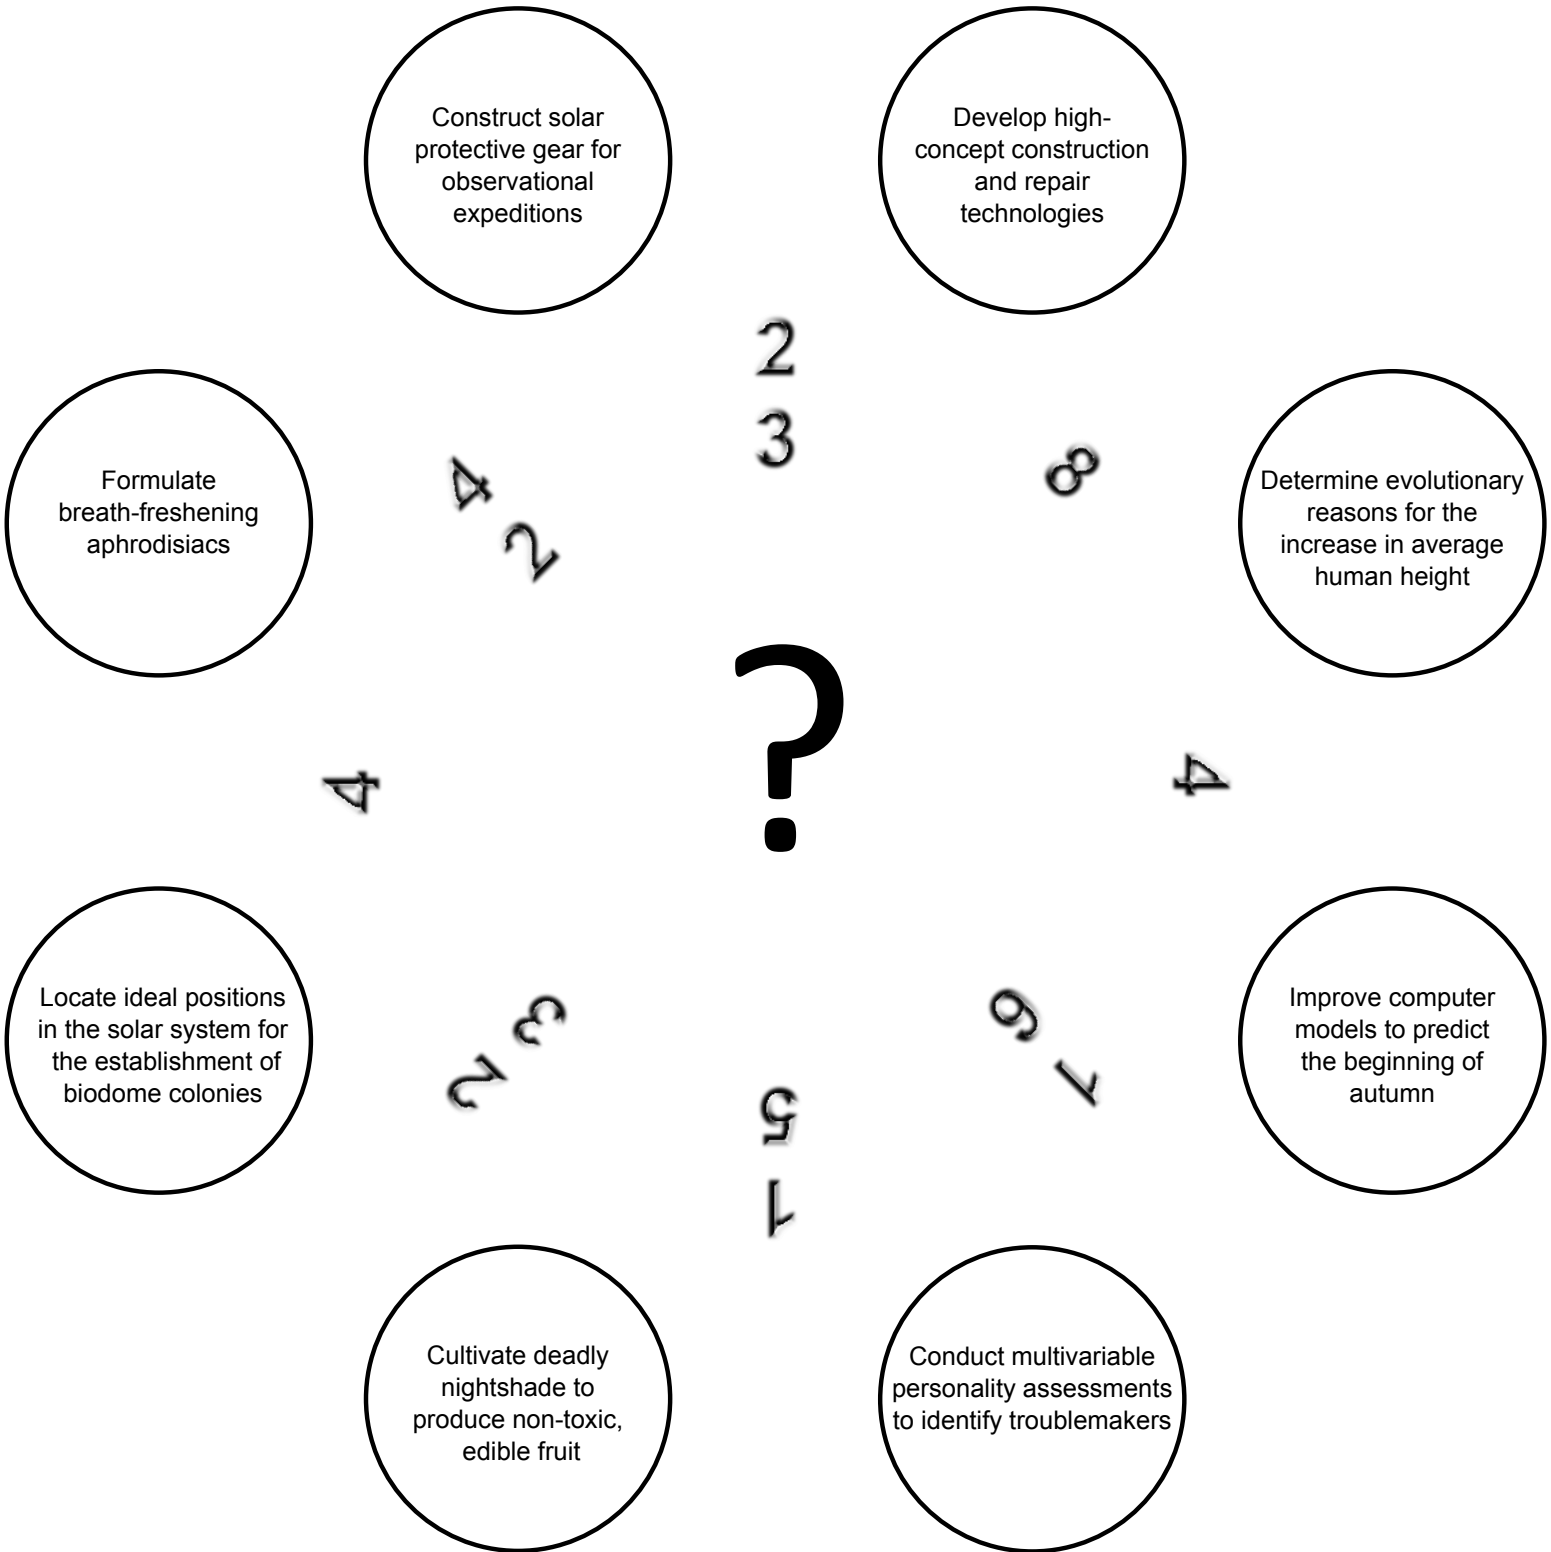 Construct solar
protective gear for
observational
expeditions
Develop high-
concept construction
and repair
technologies
2
3
8
Formulate
breath-freshening
aphrodisiacs
4
2
Determine evolutionary
reasons for the
increase in average
human height
?
4
4
Locate ideal positions
in the solar system for
the establishment of
biodome colonies
3
2
6
1
Improve computer
models to predict
the beginning of
autumn
5
1
Cultivate deadly
nightshade to
produce non-toxic,
edible fruit
Conduct multivariable
personality assessments
to identify troublemakers